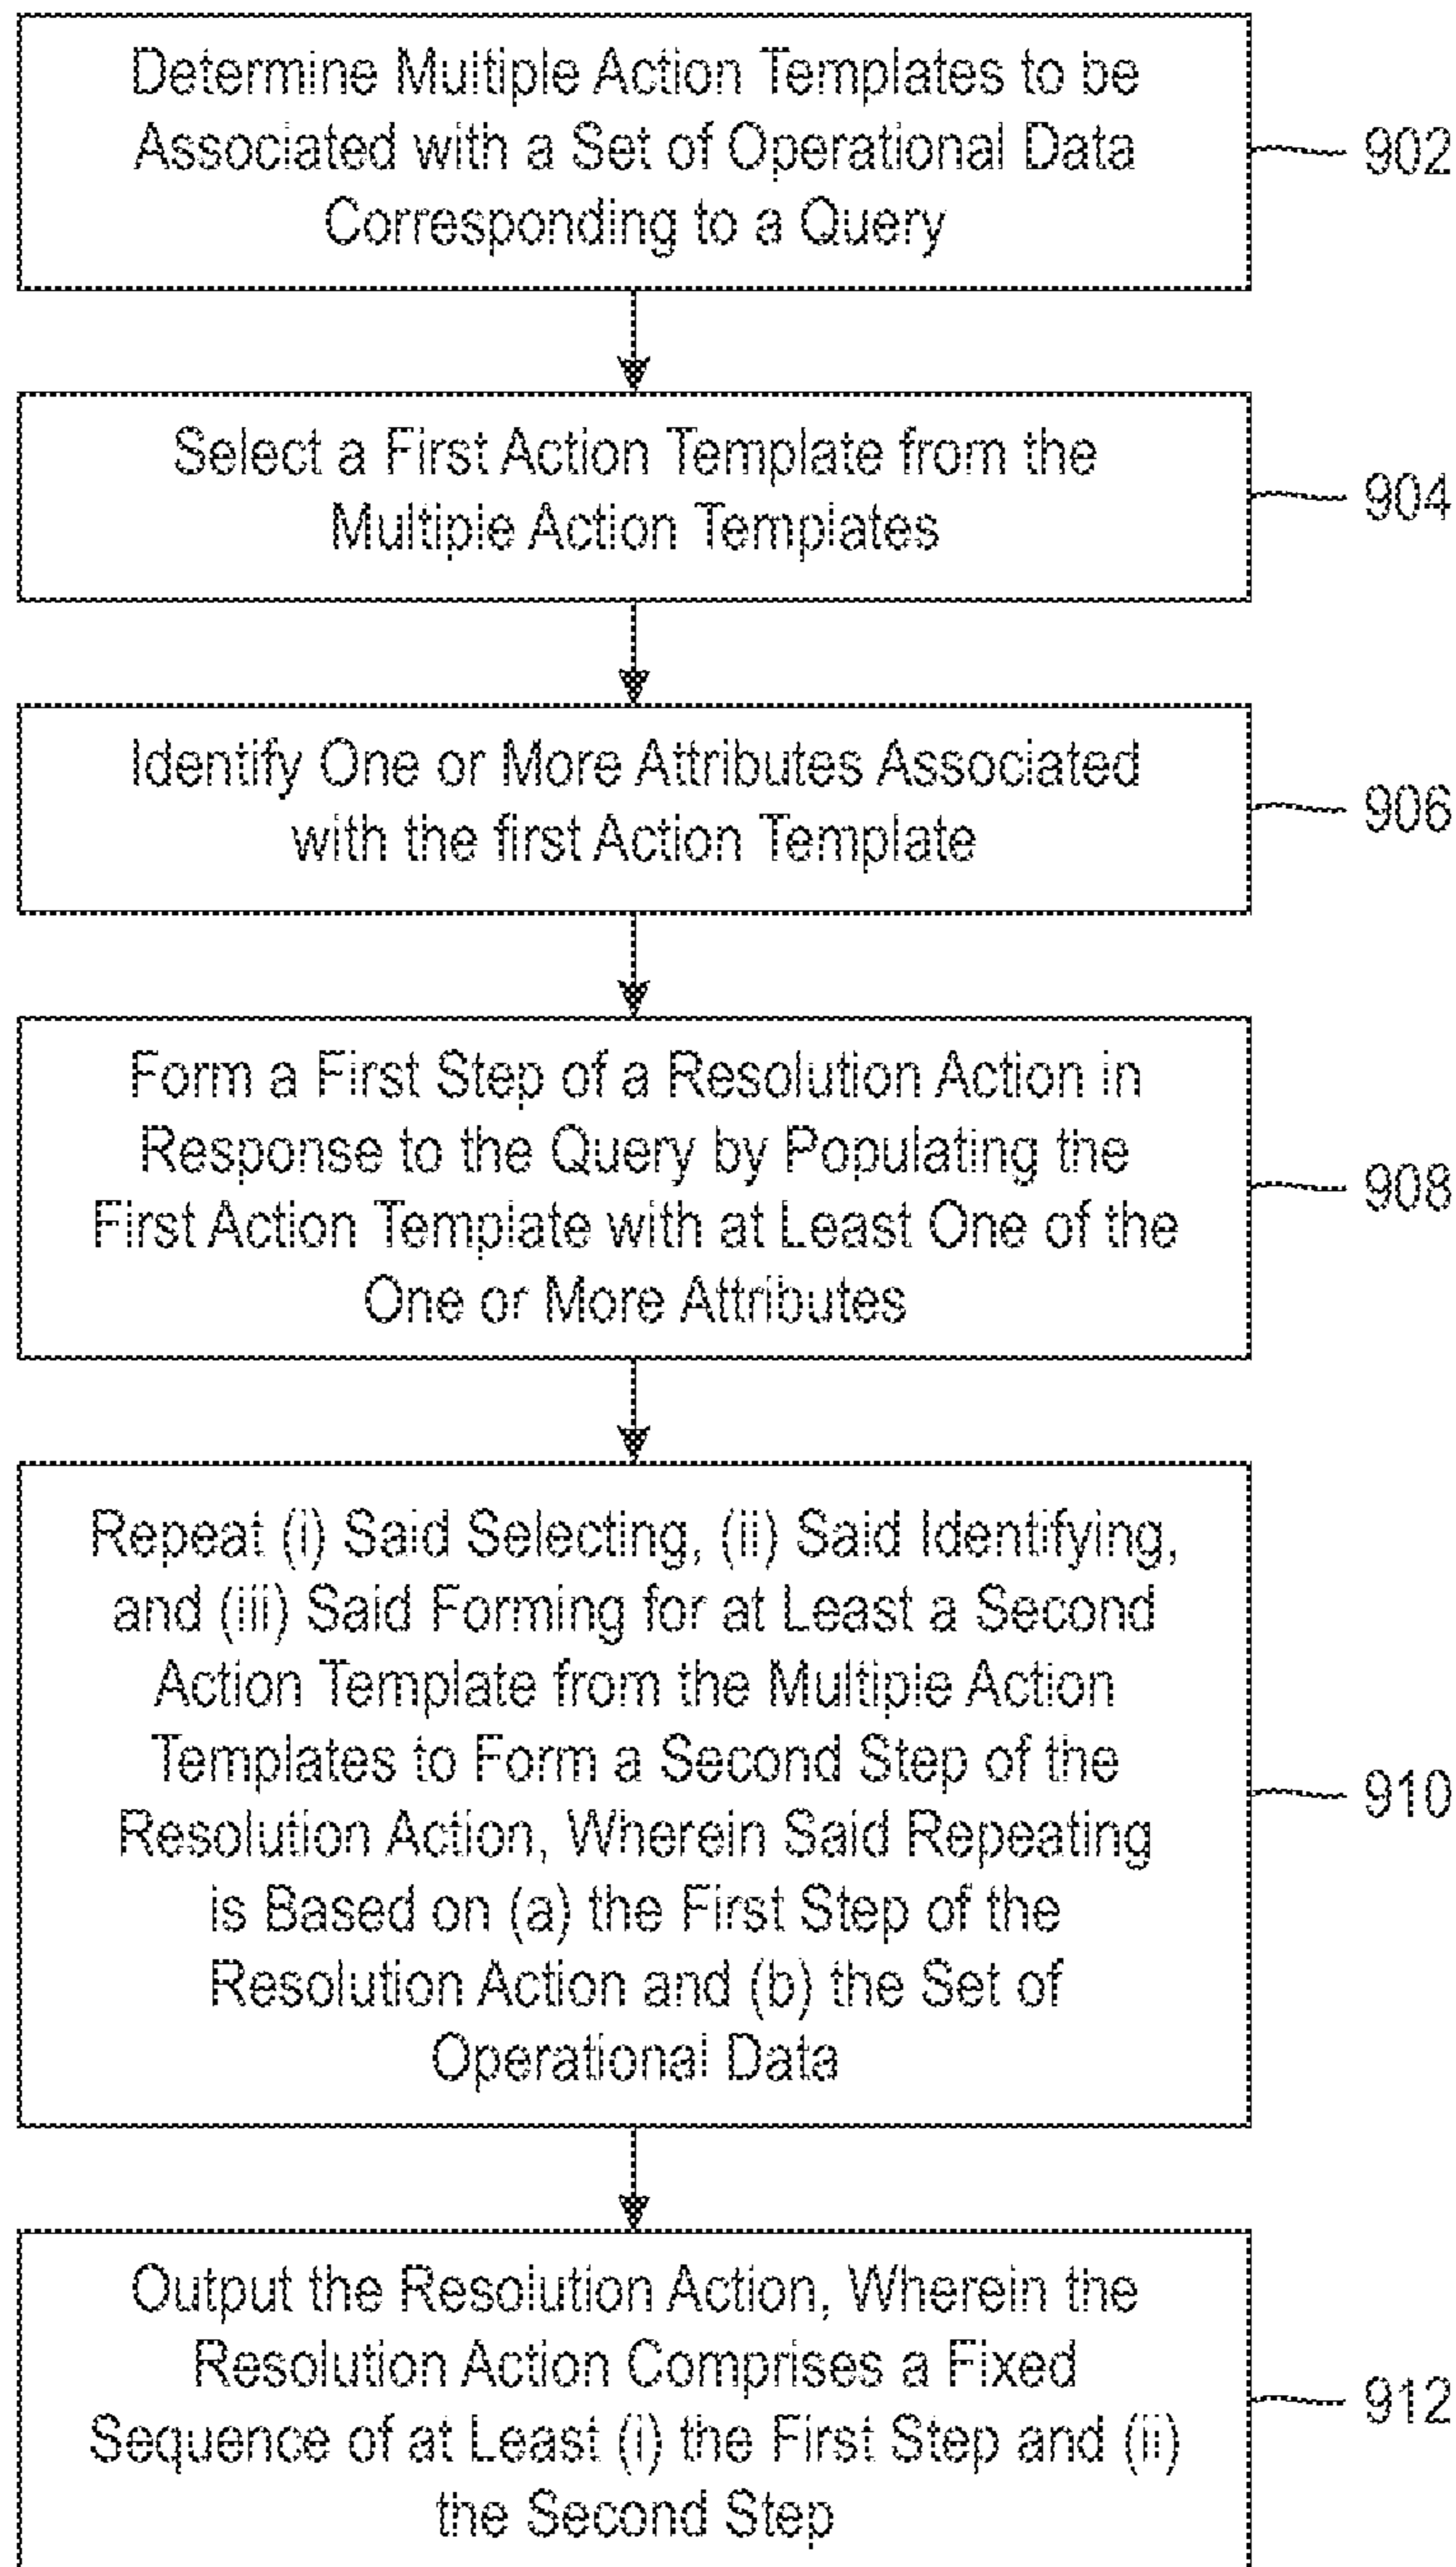 Determine Multiple Action Templates to be
Associated with a Set of Operational Data
Corresponding to a Query
902
Select a First Action Template from the
Multiple Action Templates
904
Identify One or More Attributes Associated
with the first Action Template
906
Form a First Step of a Resolution Action in
Response to the Query by Populating the
First Action Template with at Least One of the
One or More Attributes
908
Repeat (i) Said Selecting, (ii) Said Identifying,
and (iii) Said Forming for at Least a Second
Action Template from the Multiple Action
Templates to Form a Second Step of the
Resolution Action, Wherein Said Repeating
is Based on (a) the First Step of the
Resolution Action and (b) the Set of
Operational Data
910
Output the Resolution Action, Wherein the
Resolution Action Comprises a Fixed
Sequence of at Least (i) the First Step and (ii)
the Second Step
912